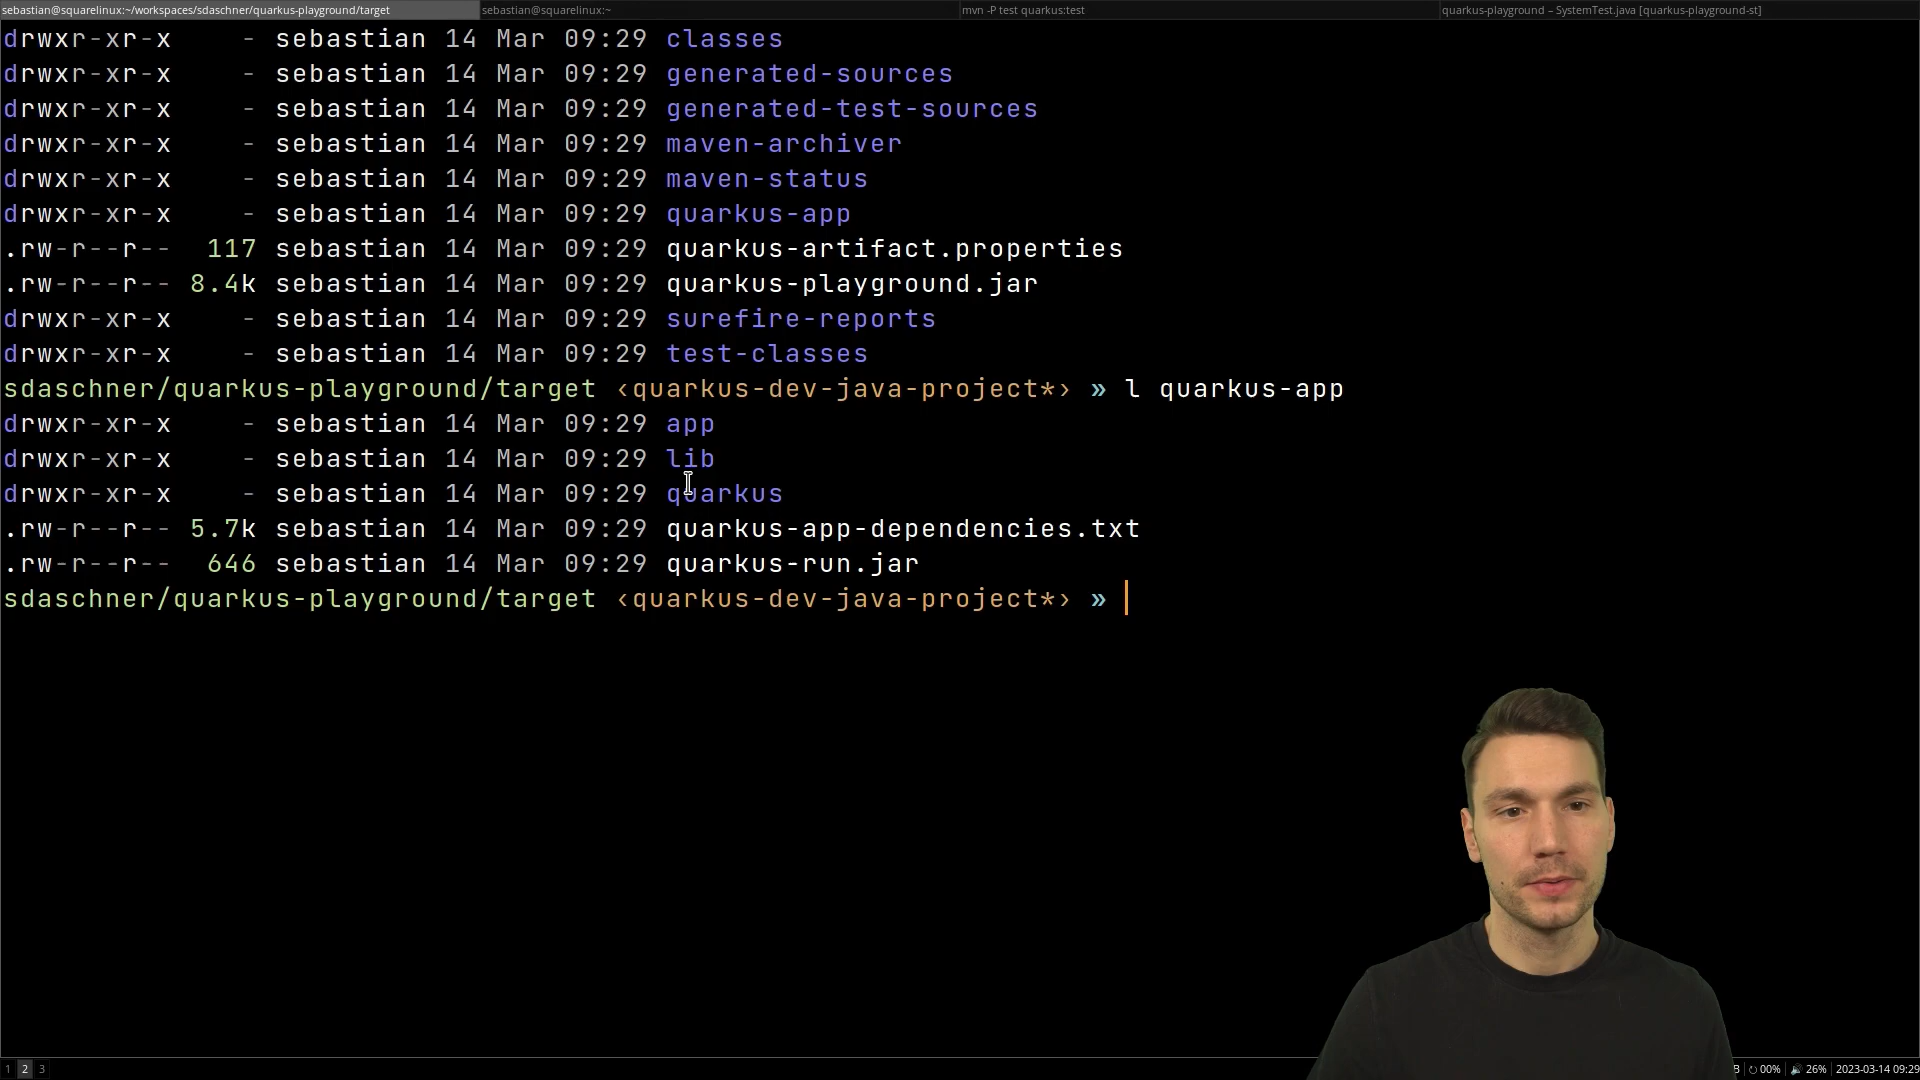 sebastian@squarelinux:~/workspaces/sdaschner/quarkus-playground/target sebastian@squarelinux:~ mvn -P test quarkus:test quarkus-playground – SystemTest.java [quarkus-playground-st]
drwxr-xr-x - sebastian 14 Mar 09:29 classes
drwxr-xr-x - sebastian 14 Mar 09:29 generated-sources
drwxr-xr-x - sebastian 14 Mar 09:29 generated-test-sources
drwxr-xr-x - sebastian 14 Mar 09:29 maven-archiver
drwxr-xr-x - sebastian 14 Mar 09:29 maven-status
drwxr-xr-x - sebastian 14 Mar 09:29 quarkus-app
.rw-r--r-- 117 sebastian 14 Mar 09:29 quarkus-artifact.properties
.rw-r--r-- 8.4k sebastian 14 Mar 09:29 quarkus-playground.jar
drwxr-xr-x - sebastian 14 Mar 09:29 surefire-reports
drwxr-xr-x - sebastian 14 Mar 09:29 test-classes
sdaschner/quarkus-playground/target ‹quarkus-dev-java-project*› » l quarkus-app
drwxr-xr-x - sebastian 14 Mar 09:29 app
drwxr-xr-x - sebastian 14 Mar 09:29 lib
drwxr-xr-x - sebastian 14 Mar 09:29 quarkus
.rw-r--r-- 5.7k sebastian 14 Mar 09:29 quarkus-app-dependencies.txt
.rw-r--r-- 646 sebastian 14 Mar 09:29 quarkus-run.jar
sdaschner/quarkus-playground/target ‹quarkus-dev-java-project*› »
1 2 3 00% 26% 2023-03-14 09:29